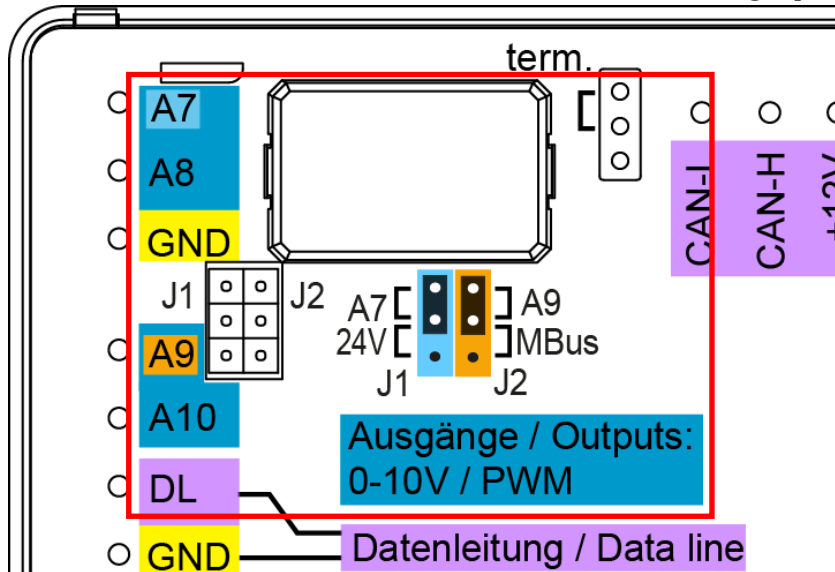 term.
A7
A8
GND
J1
J2
A9
A10
DL
GND
A7
24V
A9
MBus
J1
J2
Ausgänge / Outputs:
0-10V / PWM
Datenleitung / Data line
CAN-L
CAN-H